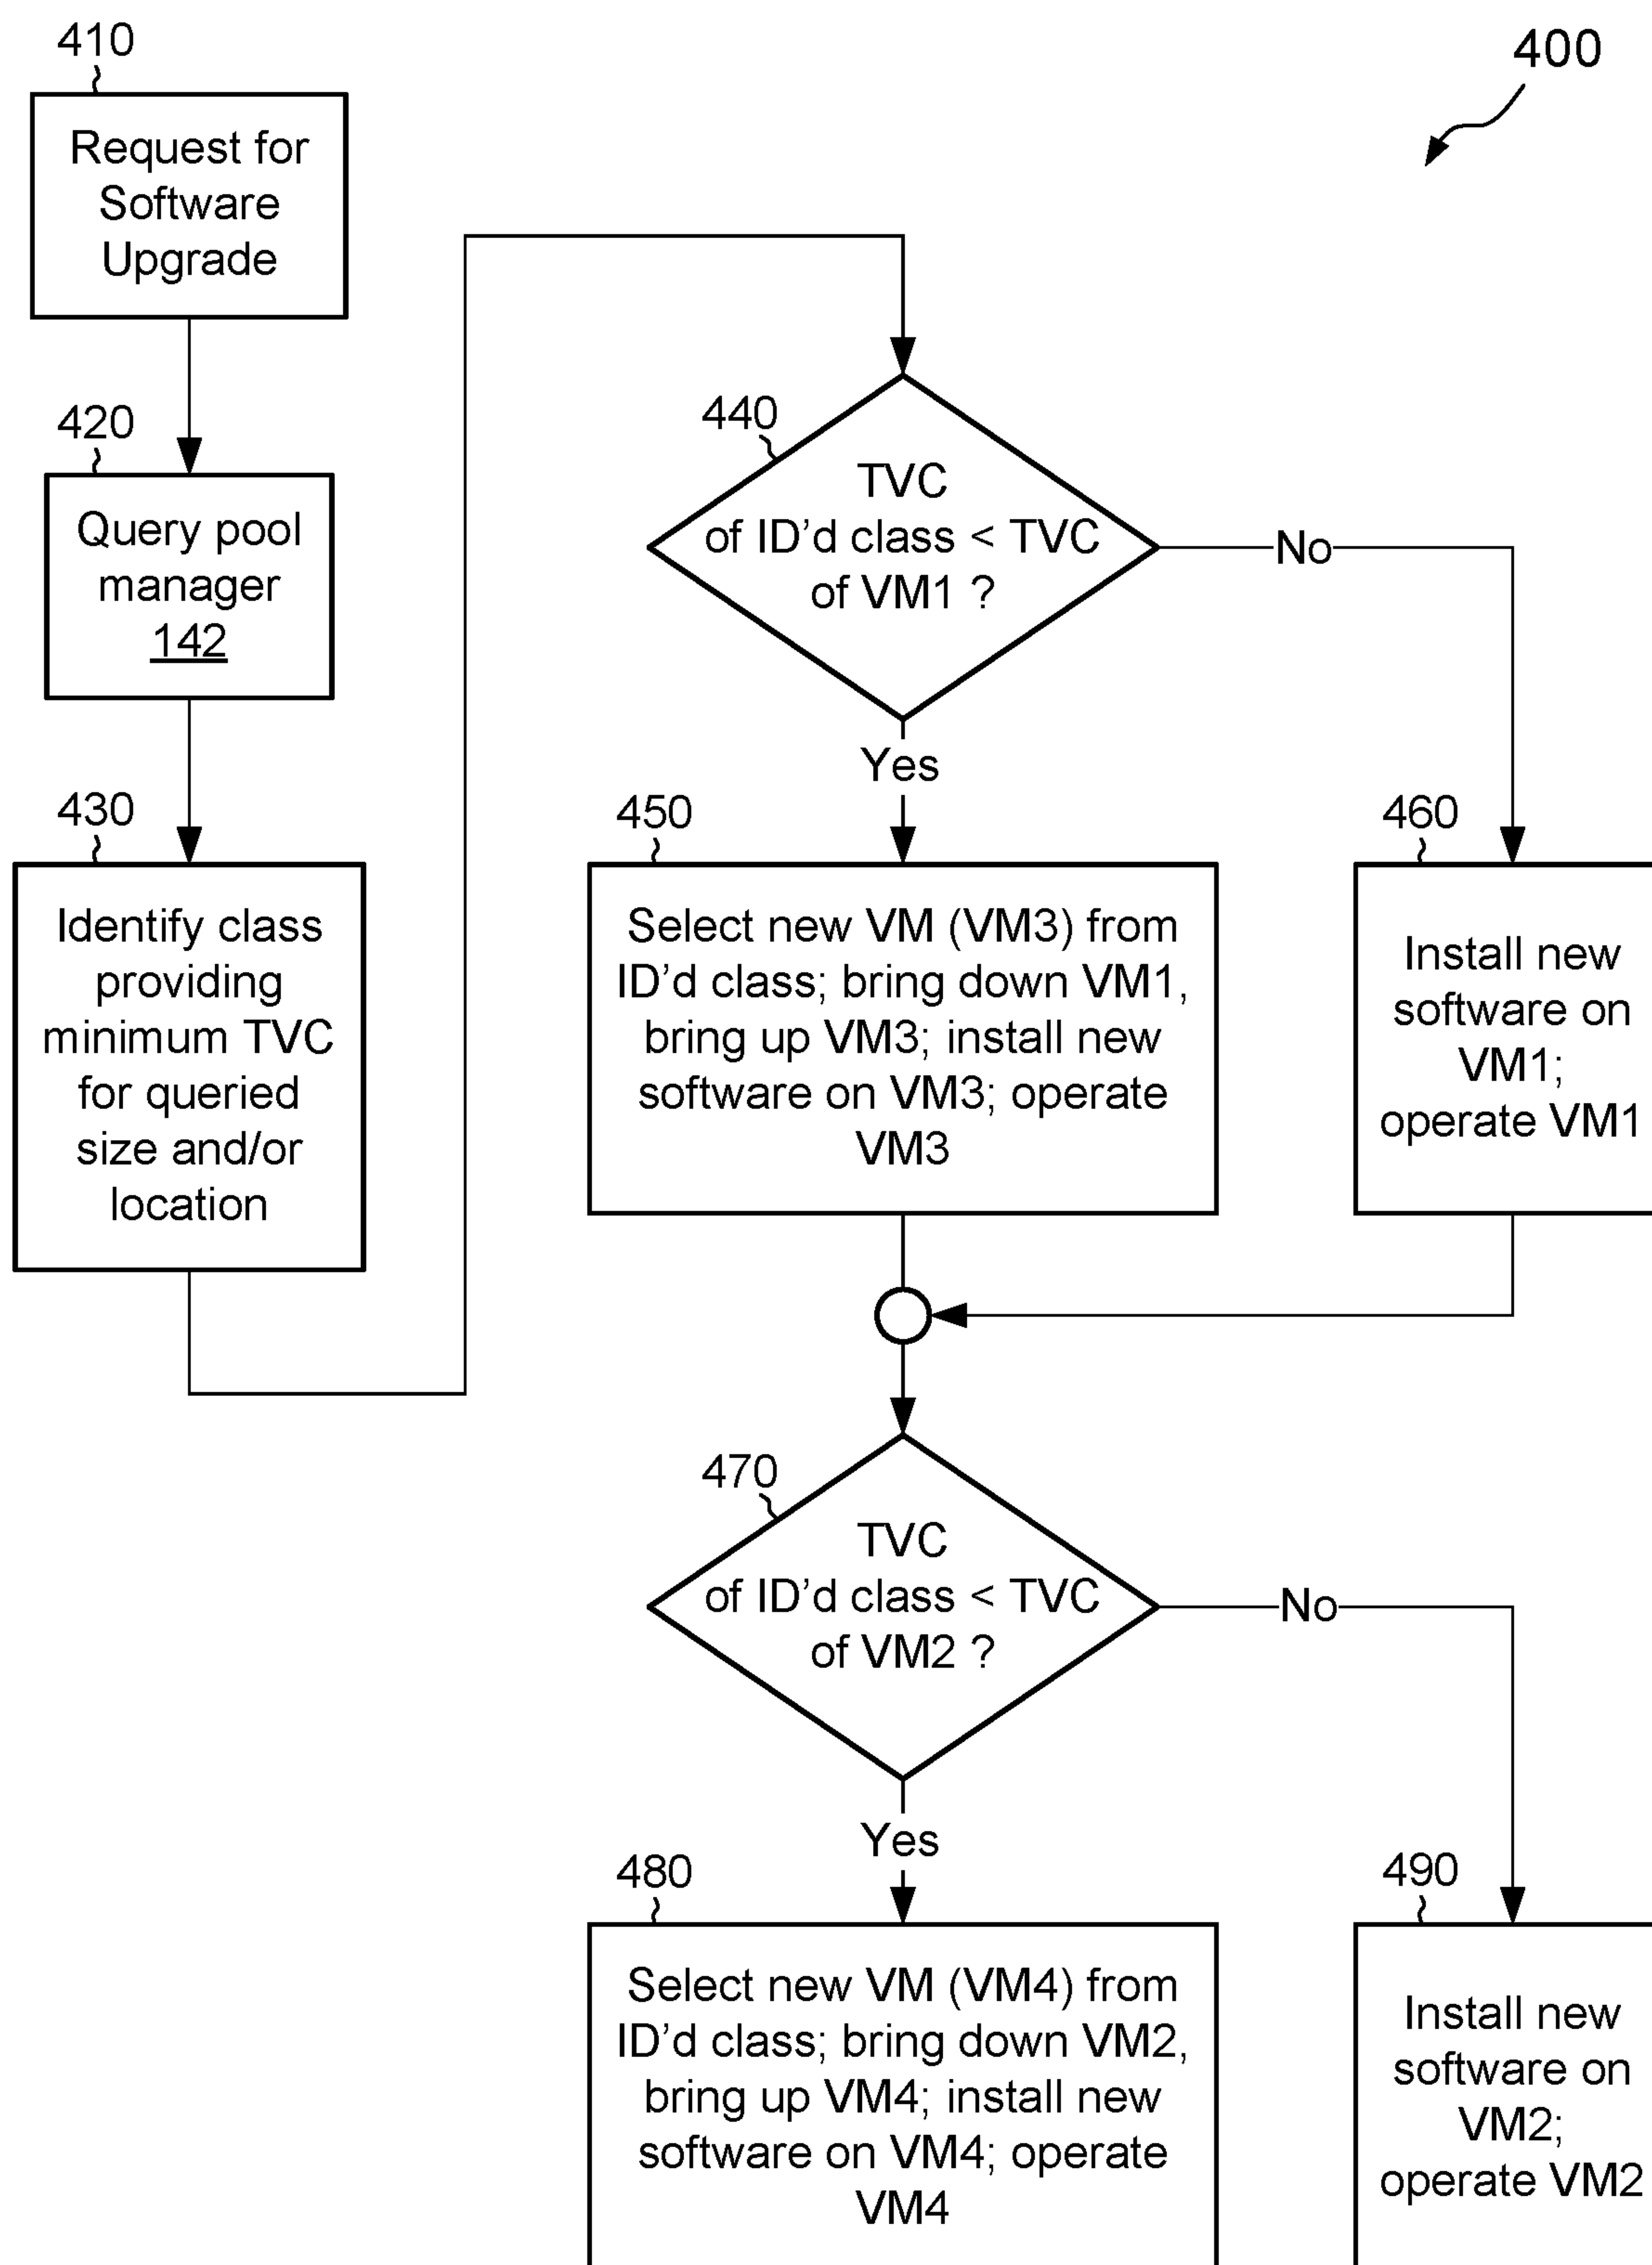 400
410
Request for
Software
Upgrade
420
Query pool
manager
142
430
Identify class
providing
minimum TVC
for queried
size and/or
location
440
TVC
of ID’d class < TVC
of VM1 ?
No
Yes
450
Select new VM (VM3) from
ID’d class; bring down VM1,
bring up VM3; install new
software on VM3; operate
VM3
460
Install new
software on
VM1;
operate VM1
470
TVC
of ID’d class < TVC
of VM2 ?
No
Yes
480
Select new VM (VM4) from
ID’d class; bring down VM2,
bring up VM4; install new
software on VM4; operate
VM4
490
Install new
software on
VM2;
operate VM2